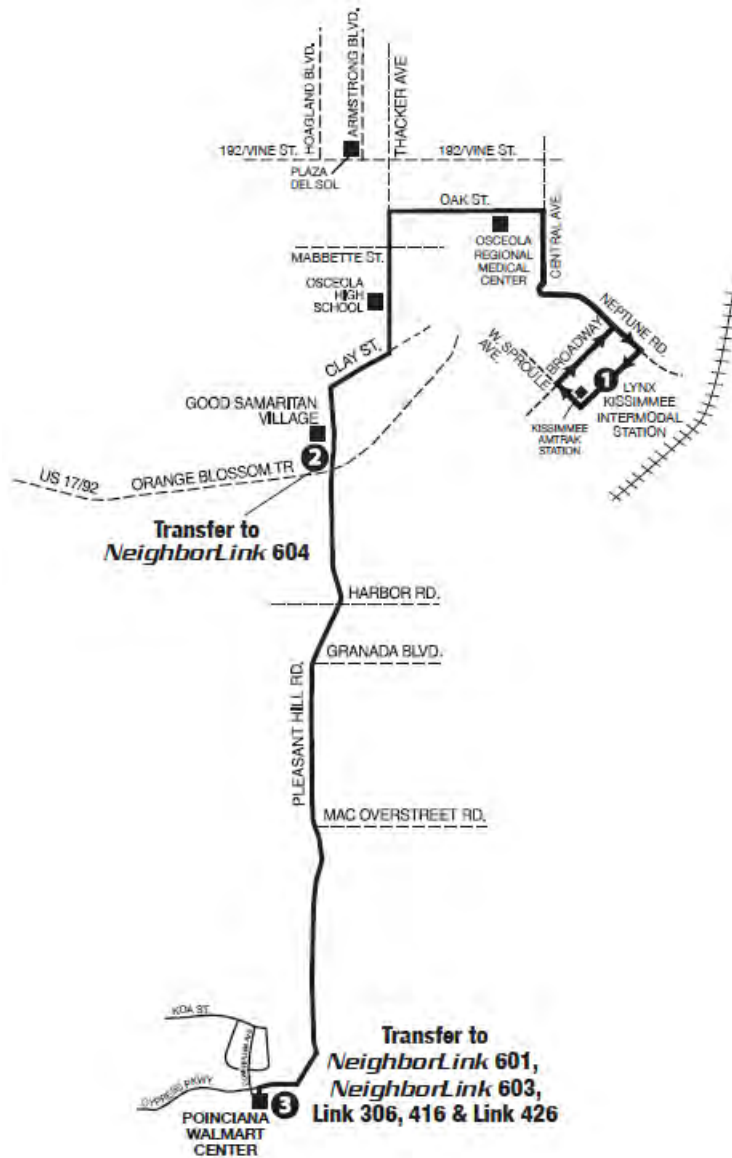 HOAGLAND BLVD.
ARMSTRONG BLVD.
THACKER AVE
192/VINE ST.
192/VINE ST.
PLAZA
DEL SOL
OAK ST.
CENTRAL AVE.
OSCEOLA
REGIONAL
MEDICAL
CENTER
MABBETTE ST.
OSCEOLA
HIGH
SCHOOL
NEPTUNE RD.
BROADWAY
W. SPROULE
AVE.
CLAY ST.
1
LYNX
KISSIMMEE
INTERMODAL
STATION
KISSIMMEE
AMTRAK
STATION
GOOD SAMARITAN
VILLAGE
2
US 17/92
ORANGE BLOSSOM TR
Transfer to
NeighborLink 604
HARBOR RD.
GRANADA BLVD.
PLEASANT HILL RD.
MAC OVERSTREET RD.
KOA ST.
CYPRESS PKWY
3
POINCIANA
WALMART
CENTER
Transfer to
NeighborLink 601,
NeighborLink 603,
Link 306, 416 & Link 426